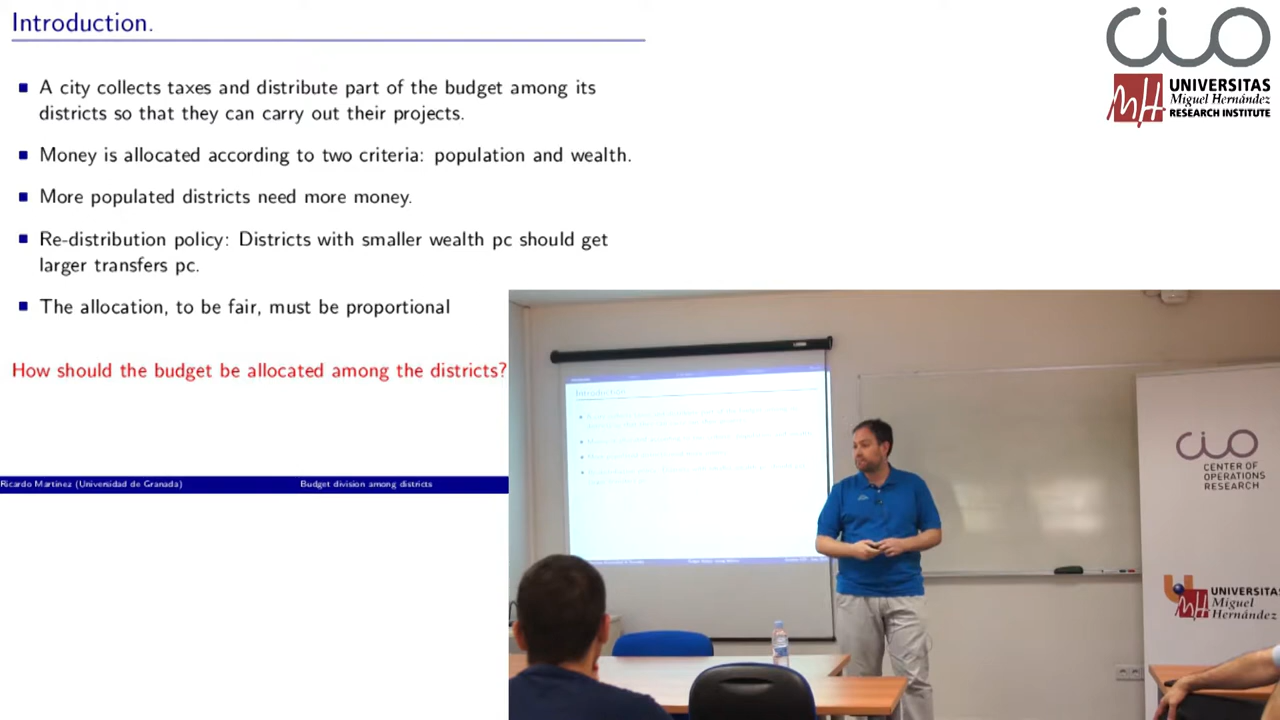 Introduction.
A city collects taxes and distribute part of the budget among its
districts so that they can carry out their projects.
Money is allocated according to two criteria: population and wealth.
More populated districts need more money.
Re-distribution policy: Districts with smaller wealth pc should get
larger transfers pc.
The allocation, to be fair, must be proportional
How should the budget be allocated among the districts?
Ricardo Martínez (Universidad de Granada)
Budget division among districts
cio
UNIVERSITAS
Miguel Hernández
RESEARCH INSTITUTE
Introduction
cio
CENTER OF
OPERATIONS
RESEARCH
UNIVERSITAS
Miguel
Hernández